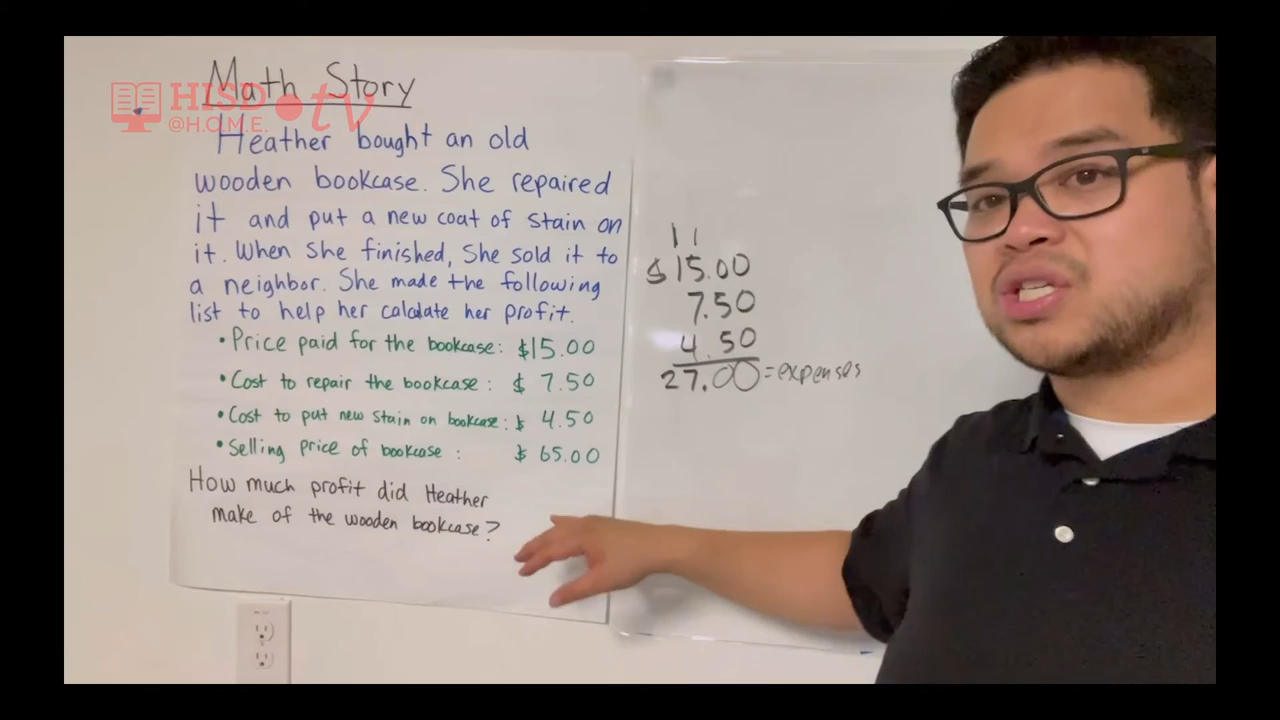 Math Story
HISD tv
@H.O.M.E.
Heather bought an old
wooden bookcase. She repaired
it and put a new coat of stain on
it. When she finished, She sold it to
a neighbor. She made the following
list to help her calculate her profit.
• Price paid for the bookcase: $15.00
• Cost to repair the bookcase: $ 7.50
• Cost to put new stain on bookcase: $ 4.50
• Selling price of bookcase : $ 65.00
How much profit did Heather
make of the wooden bookcase?
11
$15.00
7.50
4.50
27.00 = expenses